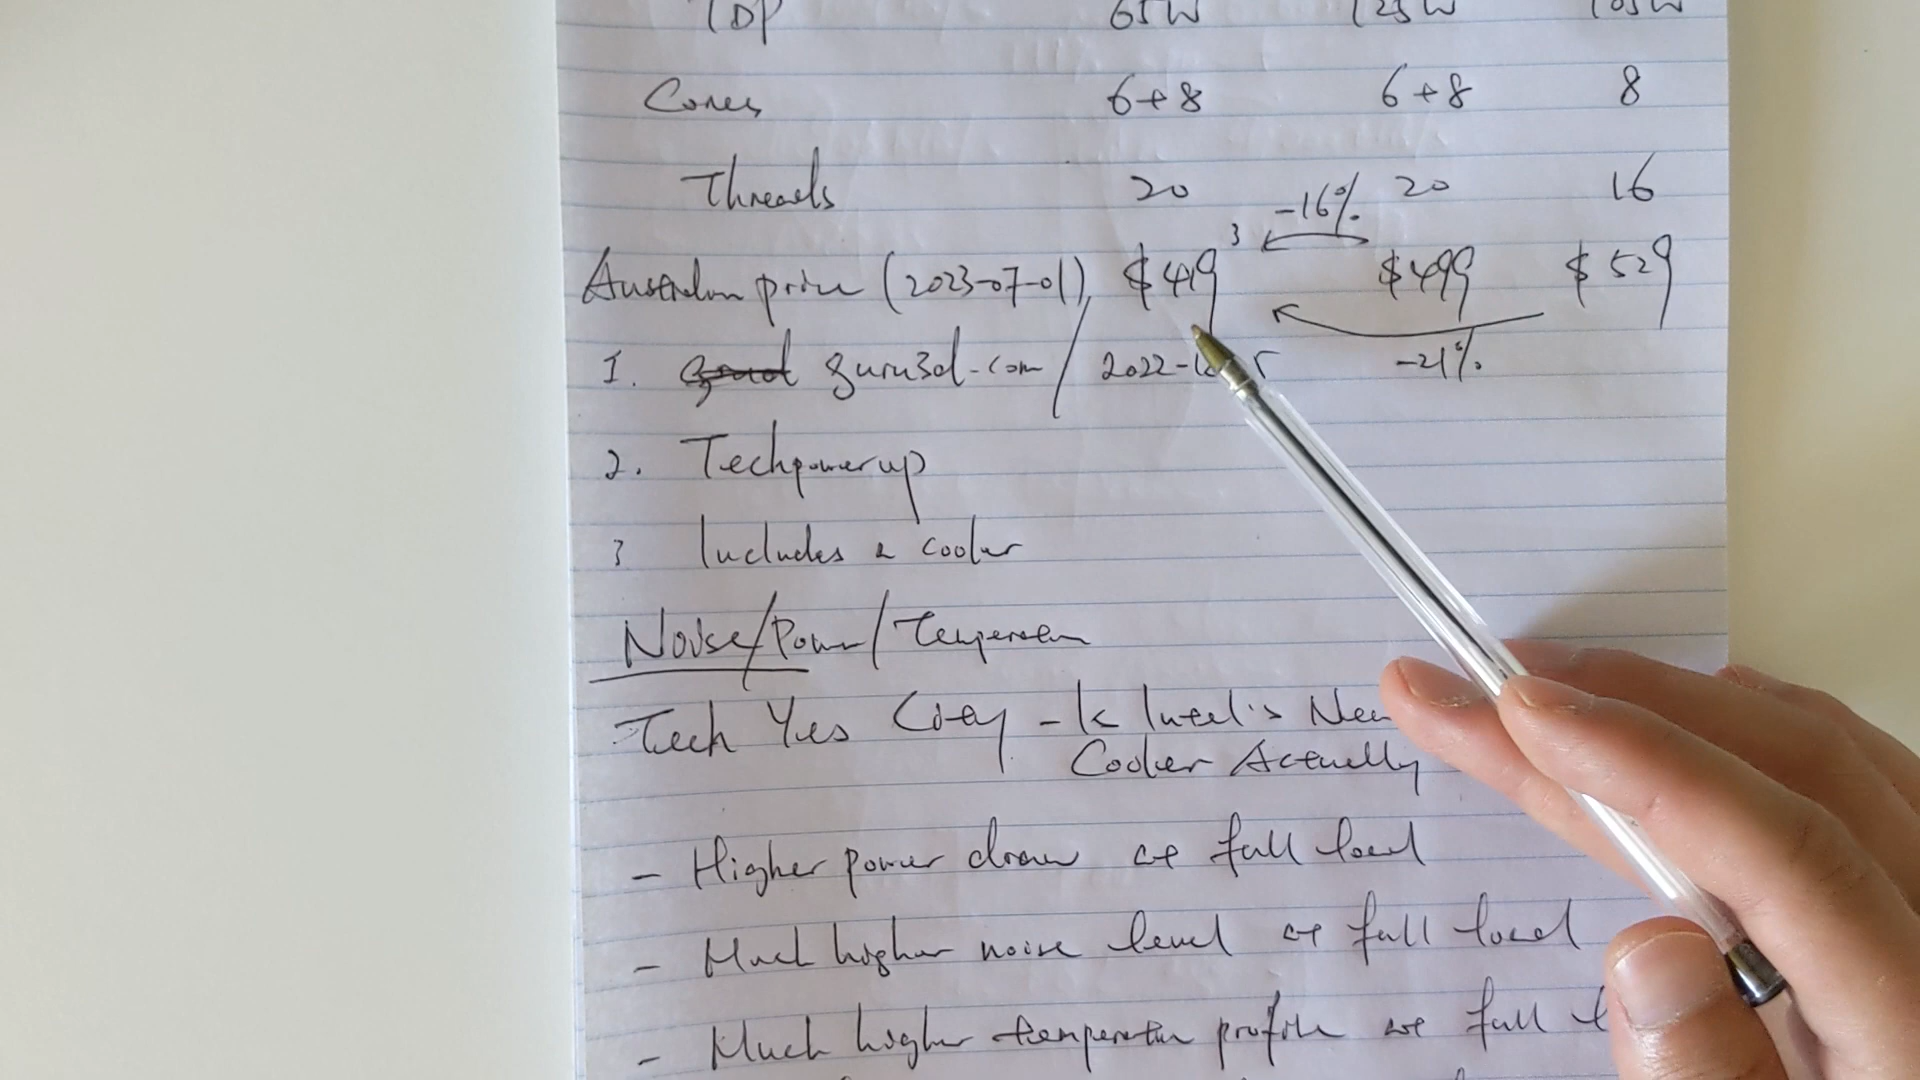 TDP 65W 125W 105W
Cores 6+8 6+8 8
Threads 20 20 16
-16%
Australian price (2023-07-01) $419 3 $499 $529
1. guru3d.com / 2022-
-21%
2. Techpowerup
3 Includes a cooler
Noise/Power/Temperature
Tech Yes City - Intel's New
Cooler Actually
- Higher power draw at full load
- Much higher noise level at full load
- Much higher temperature profile at full